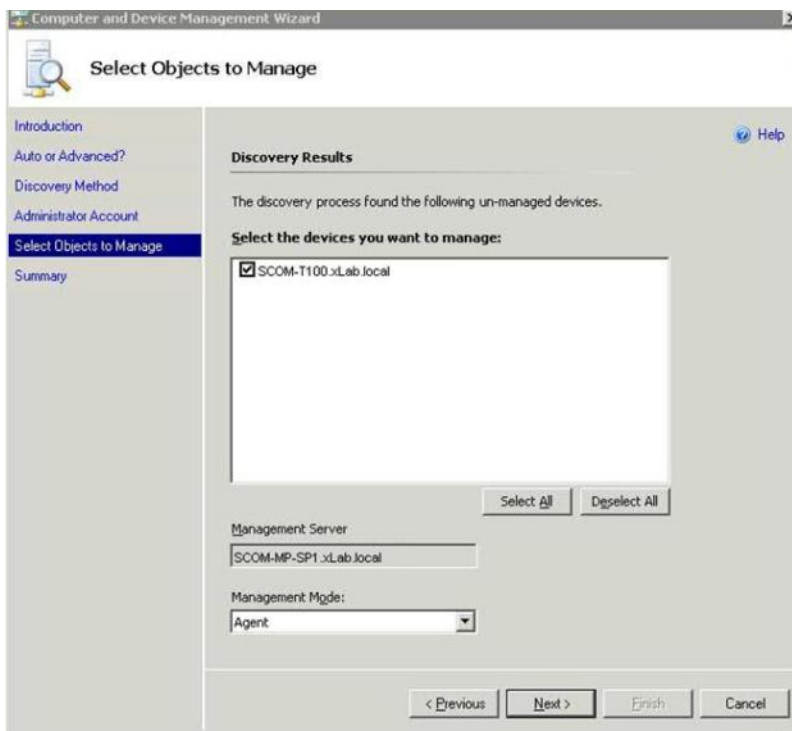 Computer and Device Management Wizard
Select Objects to Manage
Introduction
Auto or Advanced?
Discovery Method
Administrator Account
Select Objects to Manage
Summary
Help
Discovery Results
The discovery process found the following un-managed devices.
Select the devices you want to manage:
SCOM-T100.xLab.local
Select All
Deselect All
Management Server
SCOM-MP-SP1.xLab.local
Management Mode:
Agent
< Previous
Next >
Finish
Cancel